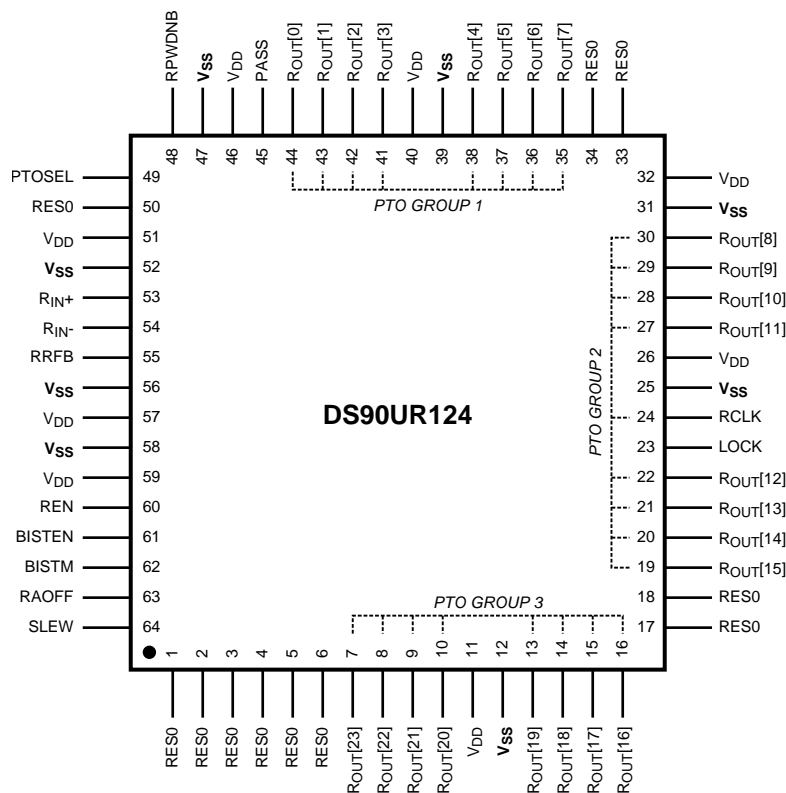 RPWDNB
VSS
VDD
PASS
ROUT[0]
ROUT[1]
ROUT[2]
ROUT[3]
VDD
VSS
ROUT[4]
ROUT[5]
ROUT[6]
ROUT[7]
RES0
RES0
48
47
46
45
44
43
42
41
40
39
38
37
36
35
34
33
PTO GROUP 1
PTOSEL 49
RES0 50
VDD 51
VSS 52
RIN+ 53
RIN- 54
RRFB 55
VSS 56
VDD 57
VSS 58
VDD 59
REN 60
BISTEN 61
BISTM 62
RAOFF 63
SLEW 64
DS90UR124
32 VDD
31 VSS
30 ROUT[8]
29 ROUT[9]
28 ROUT[10]
27 ROUT[11]
26 VDD
25 VSS
24 RCLK
23 LOCK
22 ROUT[12]
21 ROUT[13]
20 ROUT[14]
19 ROUT[15]
18 RES0
17 RES0
PTO GROUP 2
PTO GROUP 3
1
2
3
4
5
6
7
8
9
10
11
12
13
14
15
16
RES0
RES0
RES0
RES0
RES0
RES0
ROUT[23]
ROUT[22]
ROUT[21]
ROUT[20]
VDD
VSS
ROUT[19]
ROUT[18]
ROUT[17]
ROUT[16]